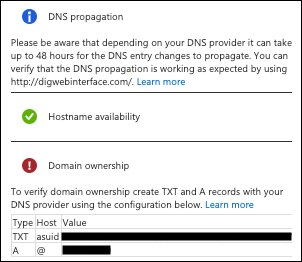 DNS propagation
Please be aware that depending on your DNS provider it can take
up to 48 hours for the DNS entry changes to propagate. You can
verify that the DNS propagation is working as expected by using
http://digwebinterface.com/. Learn more
Hostname availability
Domain ownership
To verify domain ownership create TXT and A records with your
DNS provider using the configuration below. Learn more
Type Host Value
TXT asuid
A @